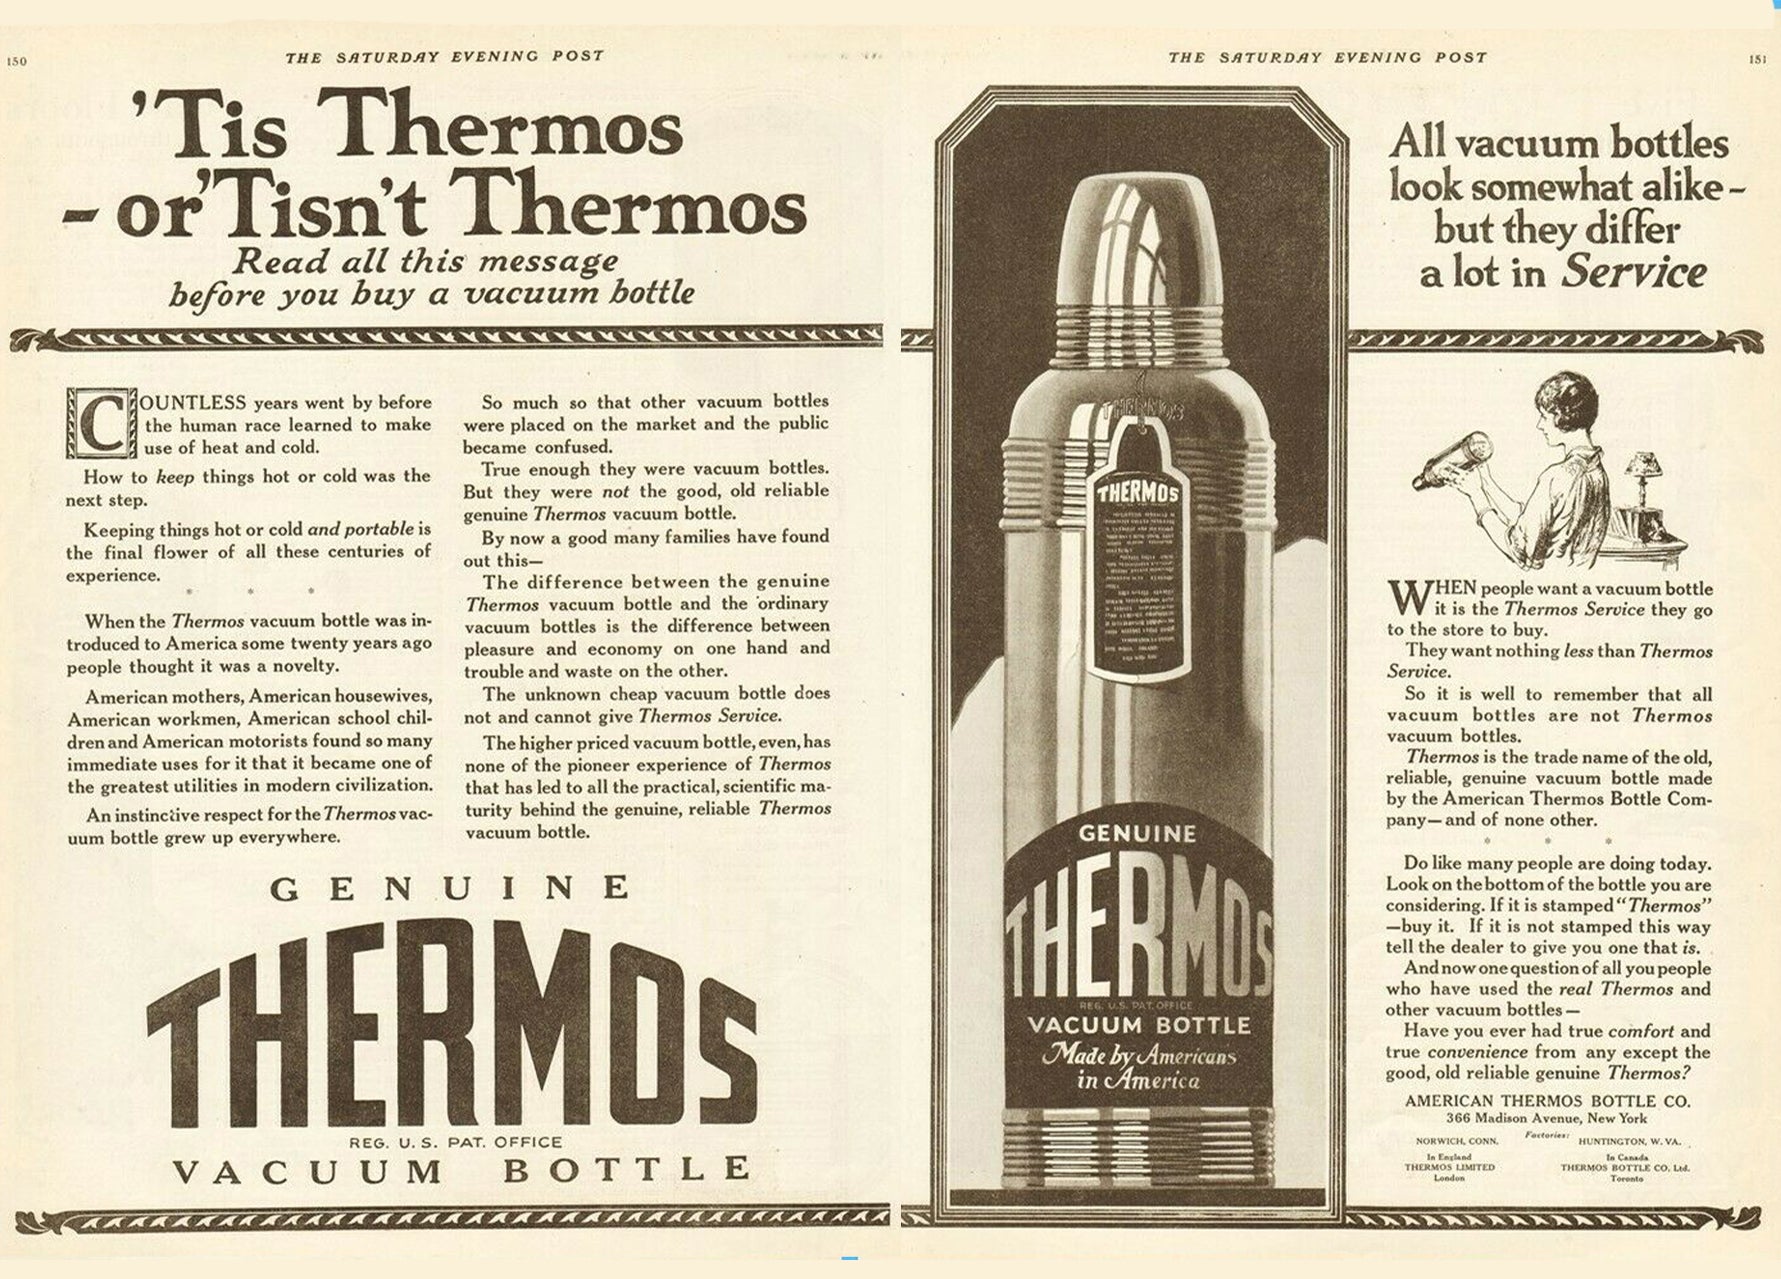 150
THE SATURDAY EVENING POST
'Tis Thermos
- or 'Tisn't Thermos
Read all this message
before you buy a vacuum bottle
COUNTLESS years went by before
the human race learned to make
use of heat and cold.
How to keep things hot or cold was the
next step.
Keeping things hot or cold and portable is
the final flower of all these centuries of
experience.
* * *
When the Thermos vacuum bottle was in-
troduced to America some twenty years ago
people thought it was a novelty.
American mothers, American housewives,
American workmen, American school chil-
dren and American motorists found so many
immediate uses for it that it became one of
the greatest utilities in modern civilization.
An instinctive respect for the Thermos vac-
uum bottle grew up everywhere.
So much so that other vacuum bottles
were placed on the market and the public
became confused.
True enough they were vacuum bottles.
But they were not the good, old reliable
genuine Thermos vacuum bottle.
By now a good many families have found
out this—
The difference between the genuine
Thermos vacuum bottle and the ordinary
vacuum bottles is the difference between
pleasure and economy on one hand and
trouble and waste on the other.
The unknown cheap vacuum bottle does
not and cannot give Thermos Service.
The higher priced vacuum bottle, even, has
none of the pioneer experience of Thermos
that has led to all the practical, scientific ma-
turity behind the genuine, reliable Thermos
vacuum bottle.
GENUINE
THERMOS
REG. U. S. PAT. OFFICE
VACUUM BOTTLE
THE SATURDAY EVENING POST
151
THERMOS
THERMOS
GENUINE
THERMOS
REG. U.S. PAT. OFFICE
VACUUM BOTTLE
Made by Americans
in America
All vacuum bottles
look somewhat alike -
but they differ
a lot in Service
WHEN people want a vacuum bottle
it is the Thermos Service they go
to the store to buy.
They want nothing less than Thermos
Service.
So it is well to remember that all
vacuum bottles are not Thermos
vacuum bottles.
Thermos is the trade name of the old,
reliable, genuine vacuum bottle made
by the American Thermos Bottle Com-
pany—and of none other.
* * *
Do like many people are doing today.
Look on the bottom of the bottle you are
considering. If it is stamped "Thermos"
—buy it. If it is not stamped this way
tell the dealer to give you one that is.
And now one question of all you people
who have used the real Thermos and
other vacuum bottles—
Have you ever had true comfort and
true convenience from any except the
good, old reliable genuine Thermos?
AMERICAN THERMOS BOTTLE CO.
366 Madison Avenue, New York
Factories:
NORWICH, CONN. HUNTINGTON, W. VA.
In England In Canada
THERMOS LIMITED THERMOS BOTTLE CO. Ltd.
London Toronto